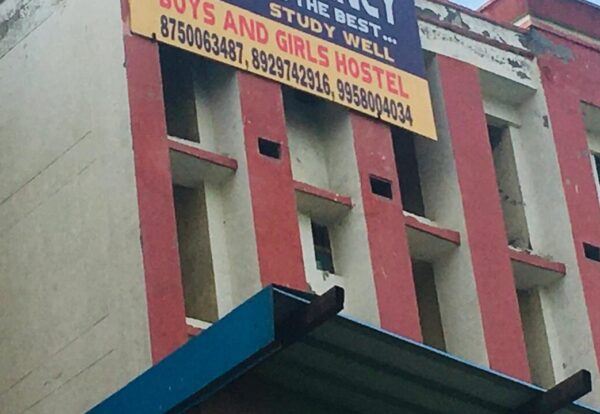 THE BEST
STUDY WELL...
BOYS AND GIRLS HOSTEL
8750063487, 8929742916, 9958004034